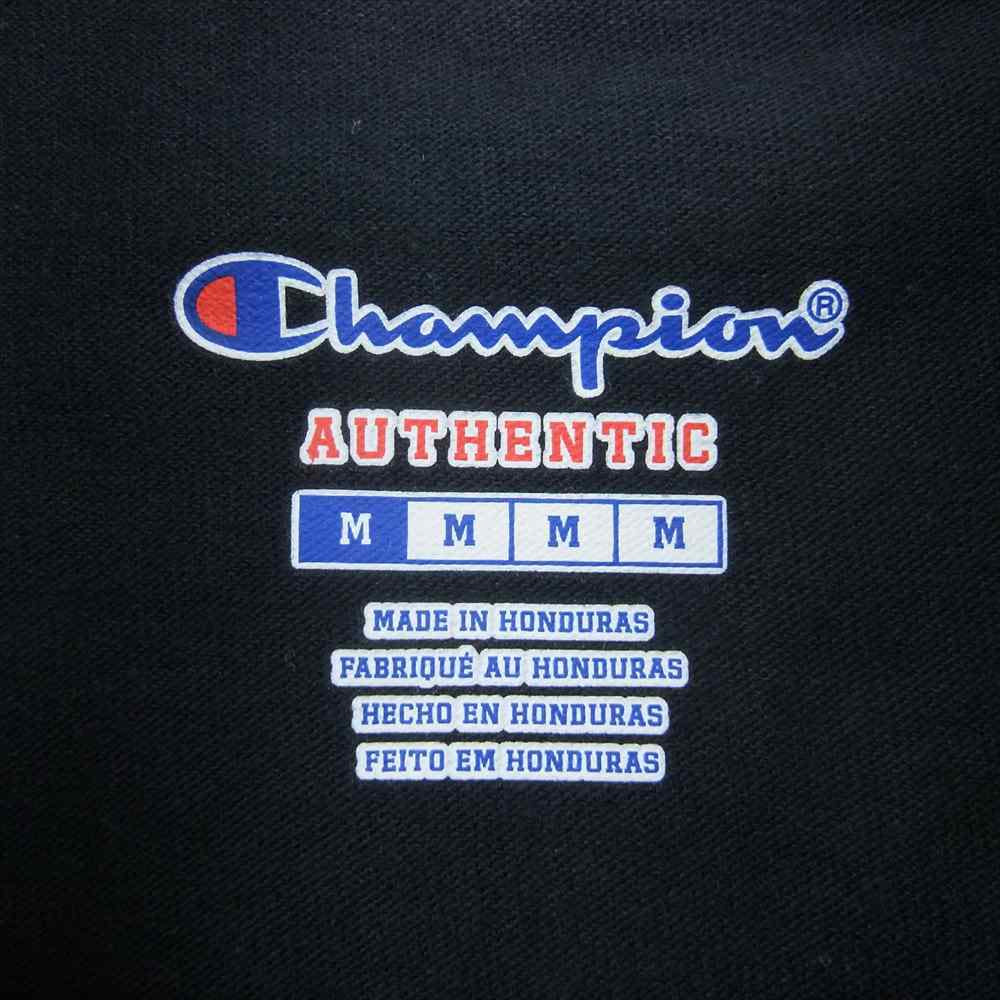 Champion®
AUTHENTIC
M M M M
MADE IN HONDURAS
FABRIQUÉ AU HONDURAS
HECHO EN HONDURAS
FEITO EM HONDURAS